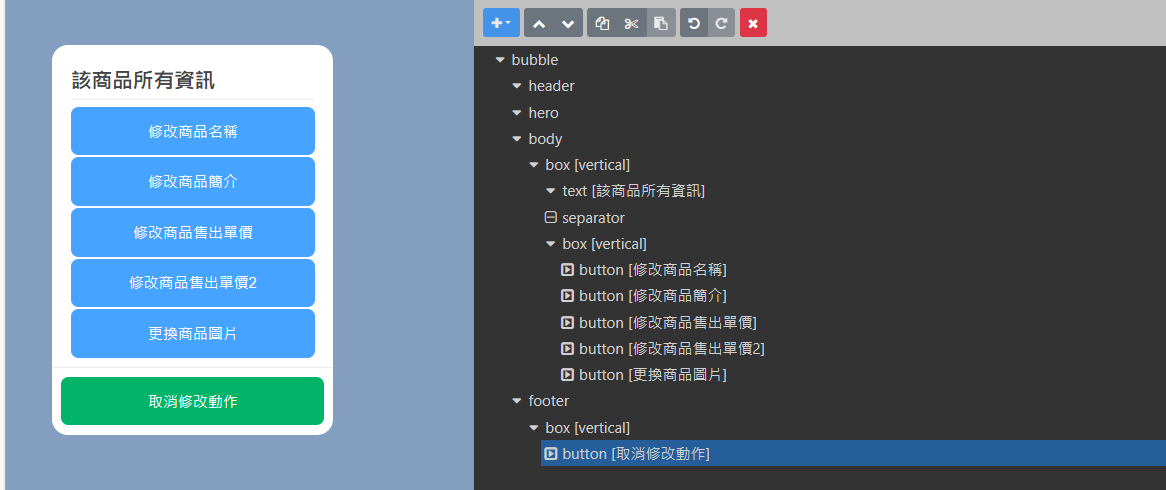 該商品所有資訊
修改商品名稱
修改商品簡介
修改商品售出單價
修改商品售出單價2
更換商品圖片
取消修改動作
bubble
header
hero
body
box [vertical]
text [該商品所有資訊]
separator
box [vertical]
button [修改商品名稱]
button [修改商品簡介]
button [修改商品售出單價]
button [修改商品售出單價2]
button [更換商品圖片]
footer
box [vertical]
button [取消修改動作]